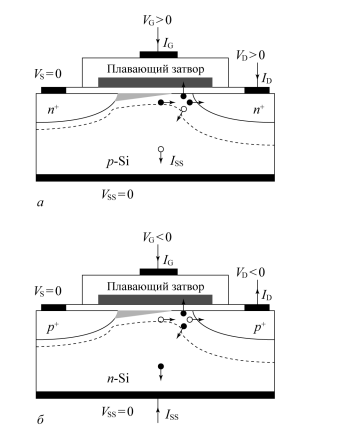 V_G>0
I_G
V_D>0
V_S=0
I_D
Плавающий затвор
n⁺
n⁺
p-Si
I_SS
V_SS=0
а
V_G<0
I_G
V_D<0
V_S=0
I_D
Плавающий затвор
p⁺
p⁺
n-Si
V_SS=0
I_SS
б